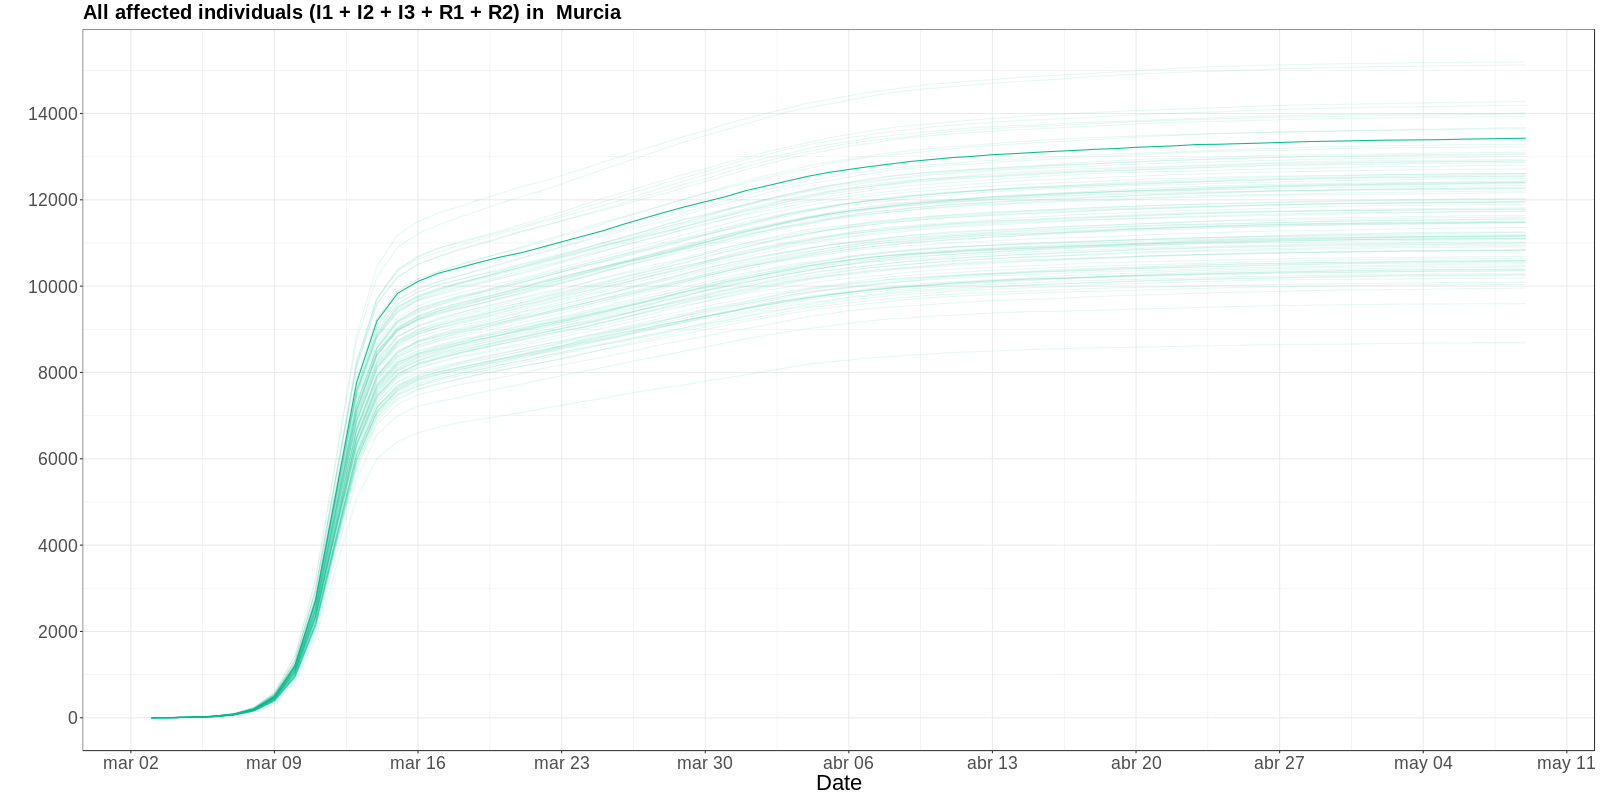 All affected individuals (I1 + I2 + I3 + R1 + R2) in  Murcia
14000
12000
10000
8000
6000
4000
2000
0
mar 02 mar 09 mar 16 mar 23 mar 30 abr 06 abr 13 abr 20 abr 27 may 04 may 11
Date